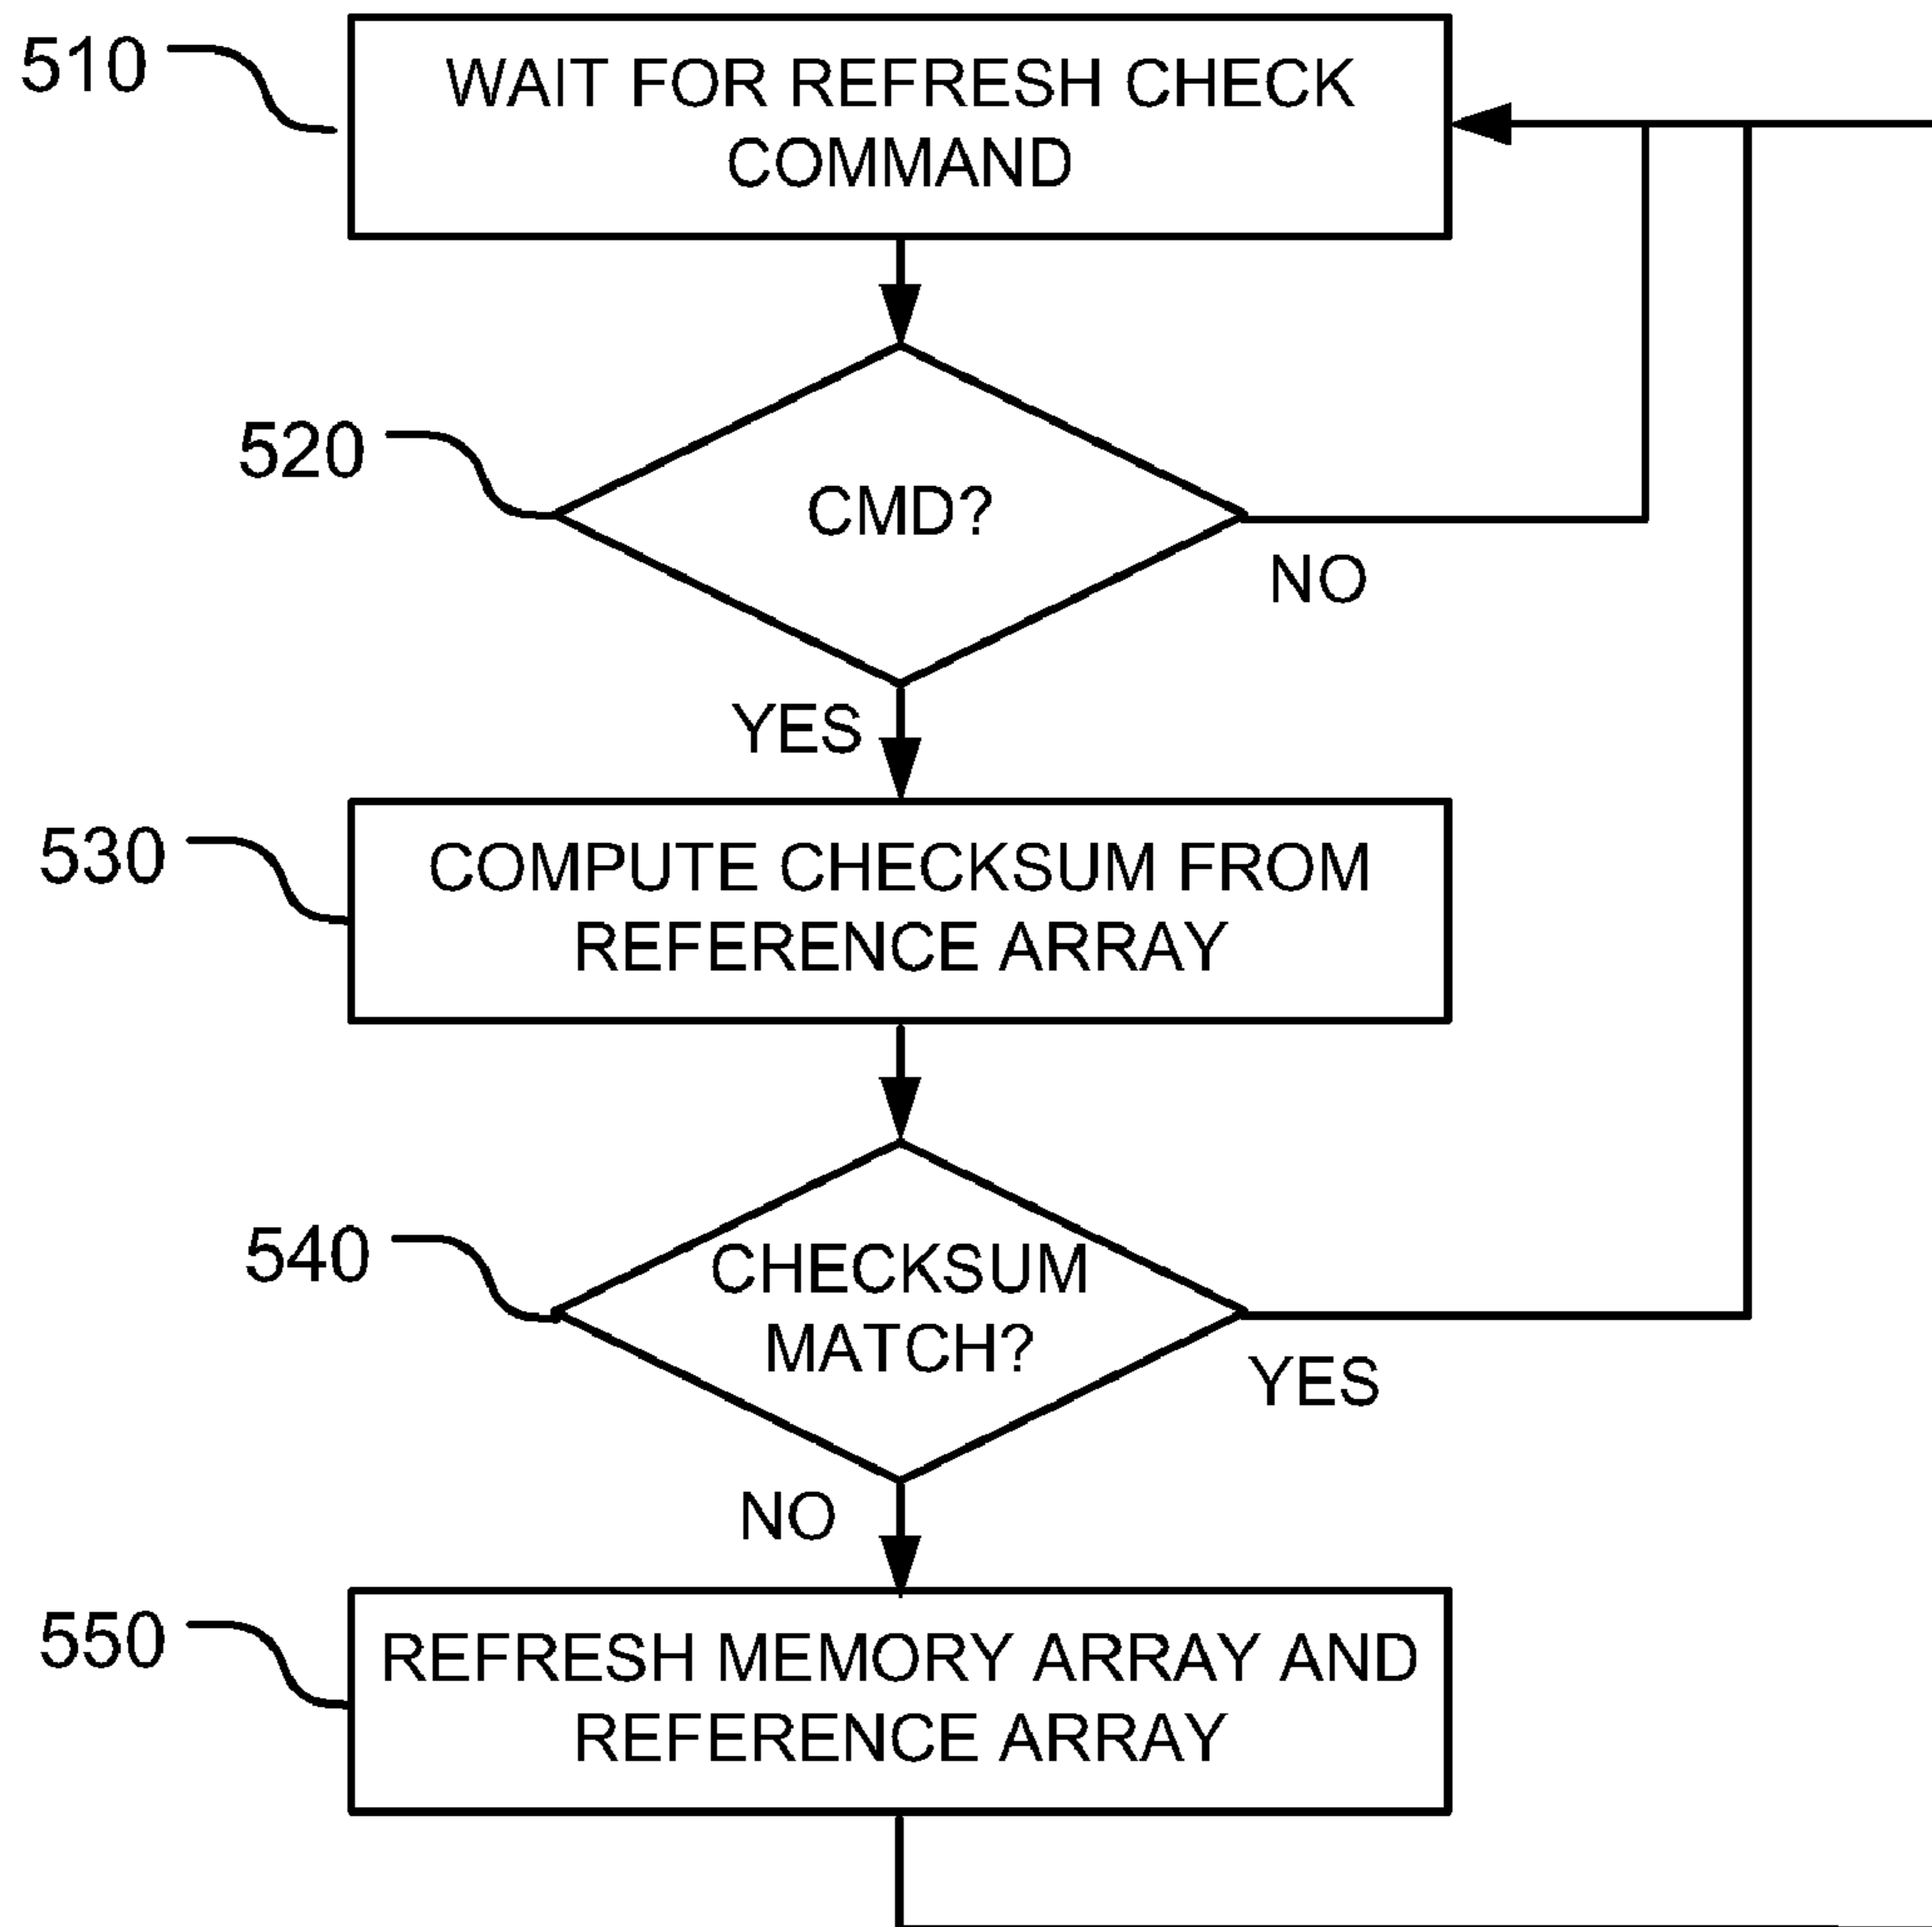 510
WAIT FOR REFRESH CHECK
COMMAND
520
CMD?
NO
YES
530
COMPUTE CHECKSUM FROM
REFERENCE ARRAY
540
CHECKSUM
MATCH?
YES
NO
550
REFRESH MEMORY ARRAY AND
REFERENCE ARRAY